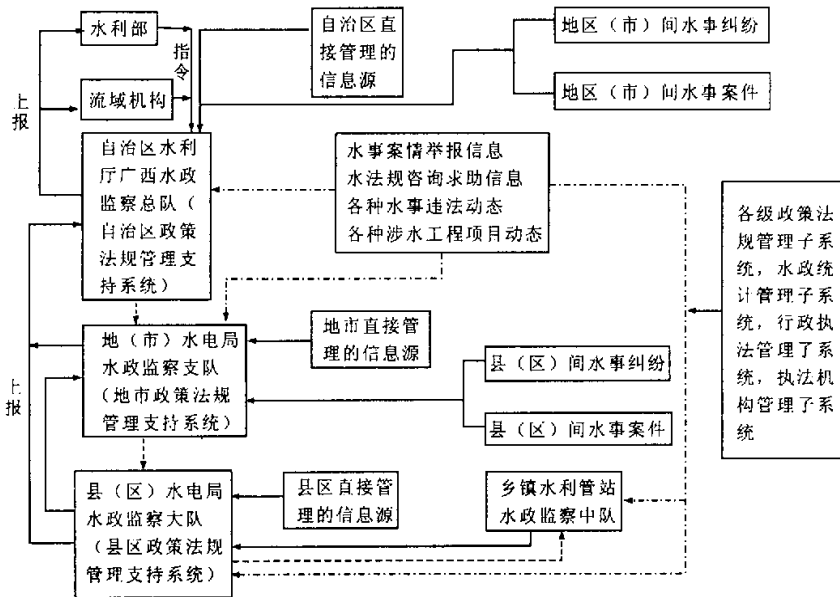 水利部
流域机构
指令
上报
自治区直
接管理的
信息源
地区（市）间水事纠纷
地区（市）间水事案件
自治区水利
厅广西水政
监察总队（
自治区政策
法规管理支
持系统）
水事案情举报信息
水法规咨询求助信息
各种水事违法动态
各种涉水工程项目动态
各级政策法
规管理子系
统，水政统
计管理子系
统，行政执
法管理了系
统，执法机
构管理子系
统
地（市）水电局
水政监察支队
（地市政策法规
管理支持系统）
地市直接管
理的信息源
县（区）间水事纠纷
县（区）间水事案件
上报
县（区）水电局
水政监察大队
（县区政策法规
管理支持系统）
县区直接管
理的信息源
乡镇水利管站
水政监察中队